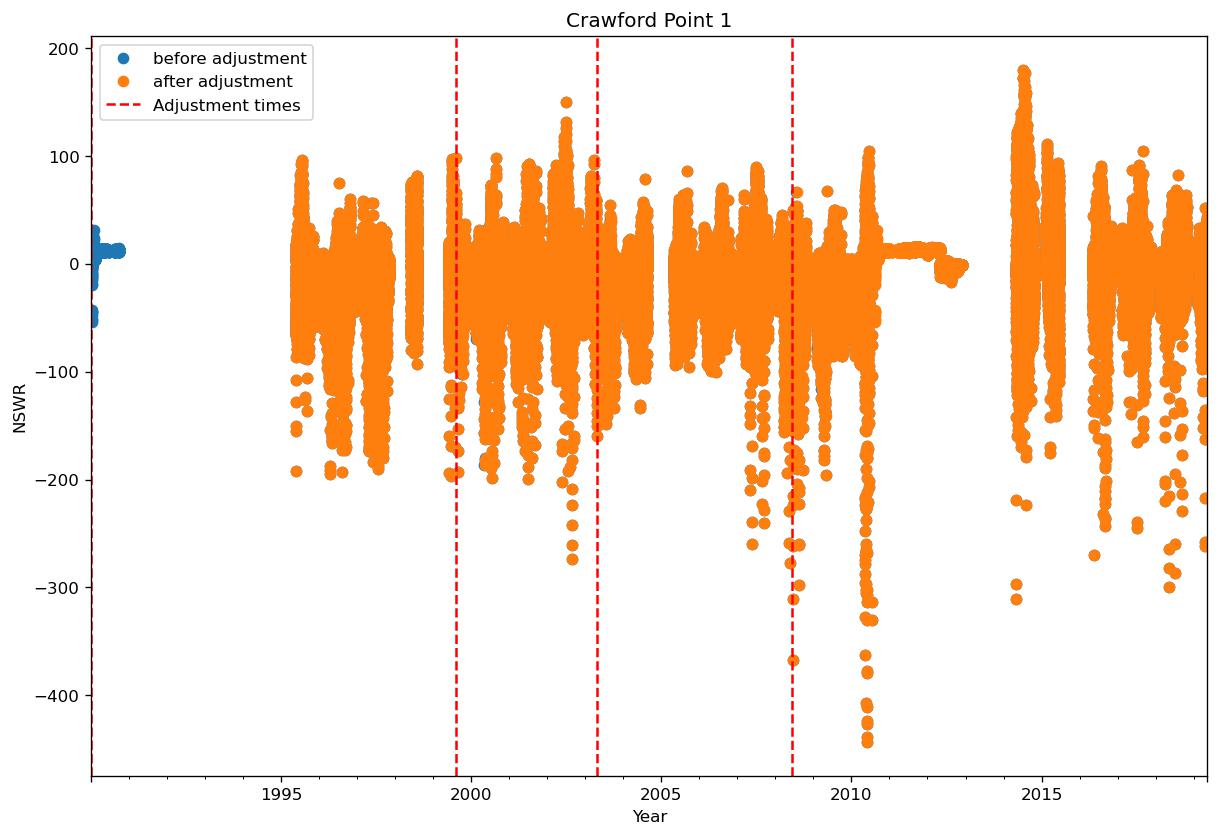 Crawford Point 1
before adjustment
after adjustment
Adjustment times
200
100
0
−100
−200
−300
−400
NSWR
1995
2000
2005
2010
2015
Year